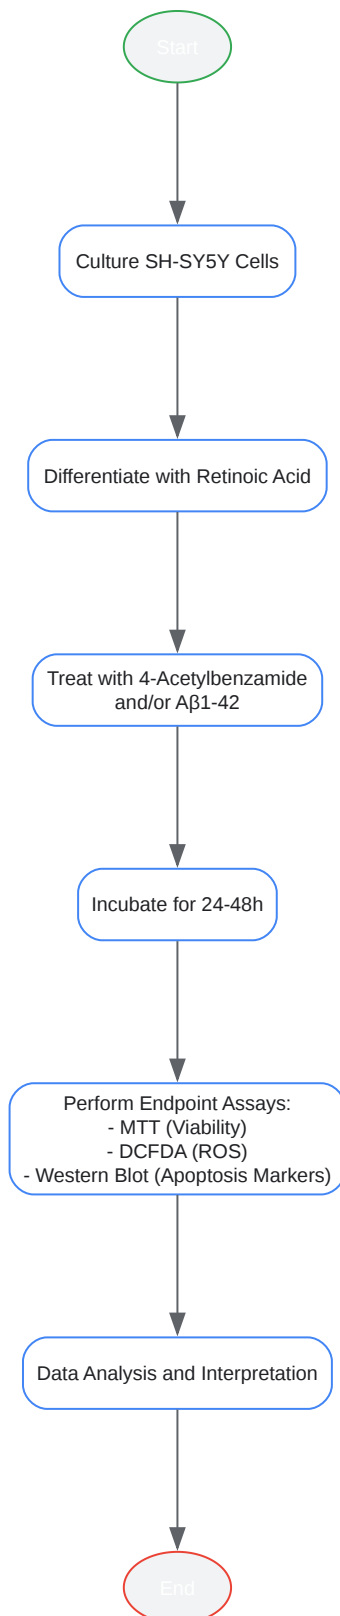 Start
Culture SH-SY5Y Cells
Differentiate with Retinoic Acid
Treat with 4-Acetylbenzamide
and/or Aβ1-42
Incubate for 24-48h
Perform Endpoint Assays:
- MTT (Viability)
- DCFDA (ROS)
- Western Blot (Apoptosis Markers)
Data Analysis and Interpretation
End